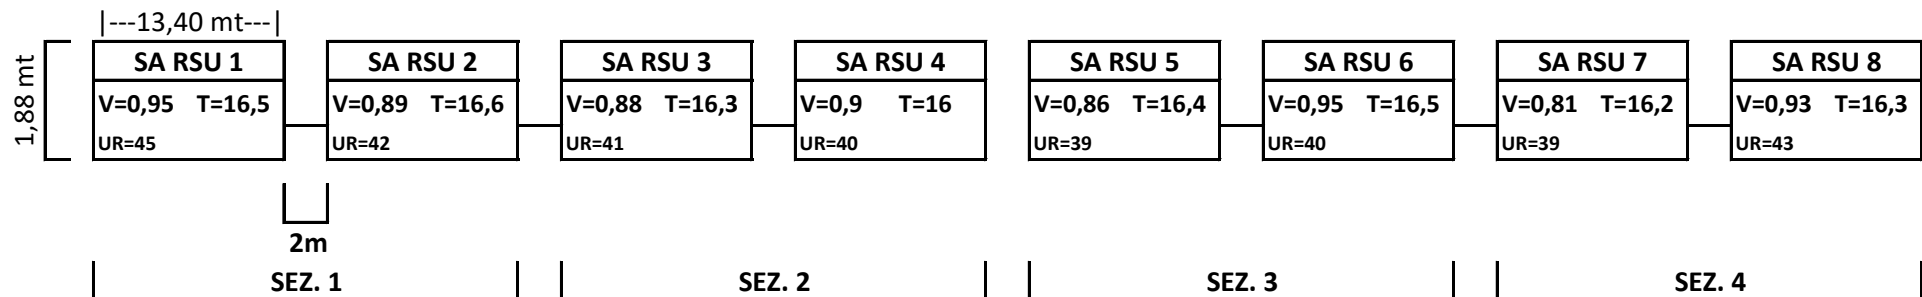 |---13,40 mt---|
1,88 mt
SA RSU 1 SA RSU 2 SA RSU 3 SA RSU 4 SA RSU 5 SA RSU 6 SA RSU 7 SA RSU 8
V=0,95 T=16,5 V=0,89 T=16,6 V=0,88 T=16,3 V=0,9 T=16 V=0,86 T=16,4 V=0,95 T=16,5 V=0,81 T=16,2 V=0,93 T=16,3
UR=45 UR=42 UR=41 UR=40 UR=39 UR=40 UR=39 UR=43
2m
SEZ. 1 SEZ. 2 SEZ. 3 SEZ. 4